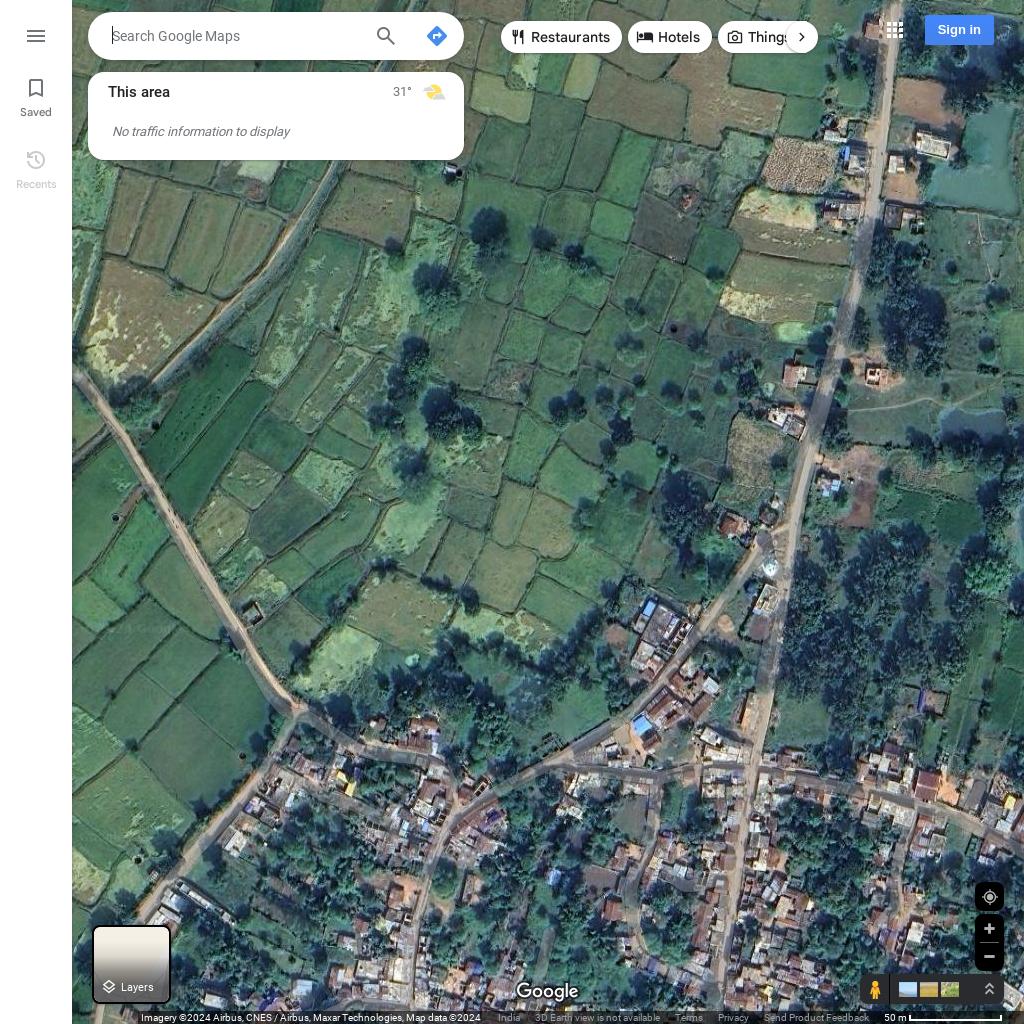 Search Google Maps
Restaurants
Hotels
Things
Sign in
This area
31°
No traffic information to display
Saved
Recents
Layers
Google
Imagery ©2024 Airbus, CNES / Airbus, Maxar Technologies, Map data ©2024 India 3D Earth view is not available Terms Privacy Send Product Feedback 50 m